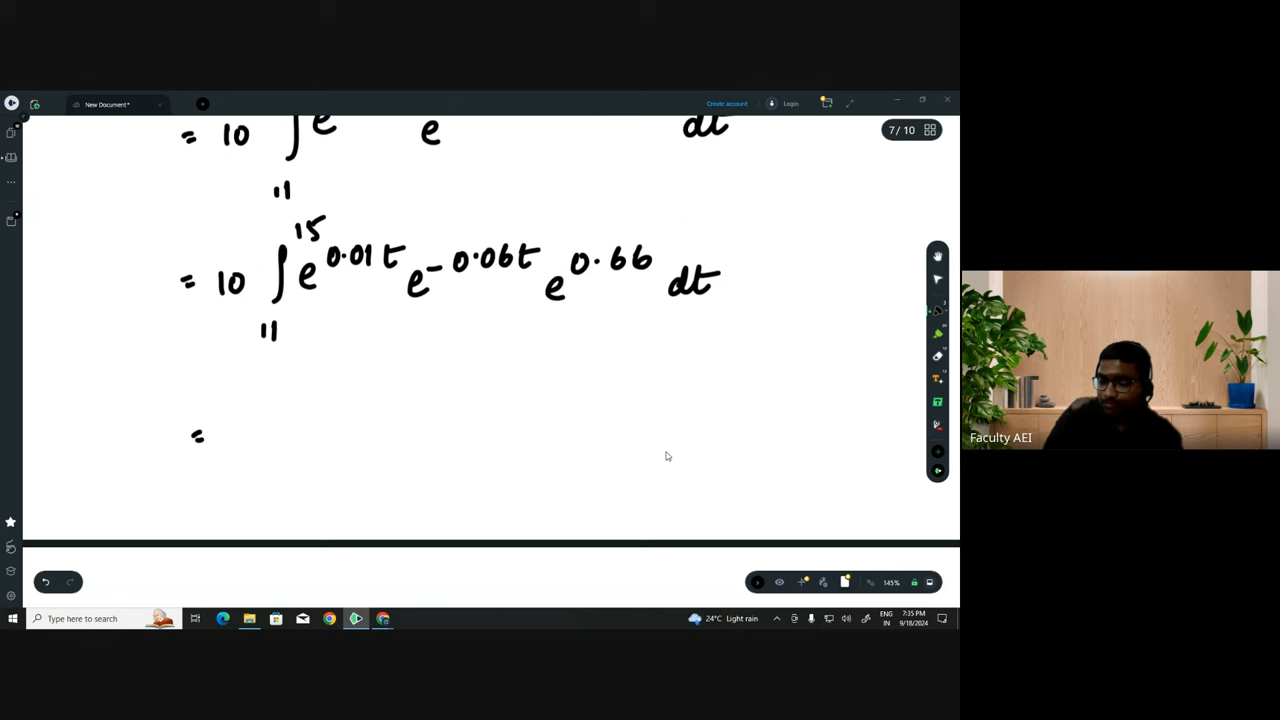 New Document*
Create account
Login
= 10 ∫ e e dt
7 / 10
11
15
= 10 ∫ e^{0.01t} e^{-0.06t} e^{0.66} dt
11
=
Faculty AEI
145%
Type here to search
24°C Light rain
ENG
IN
7:35 PM
9/18/2024